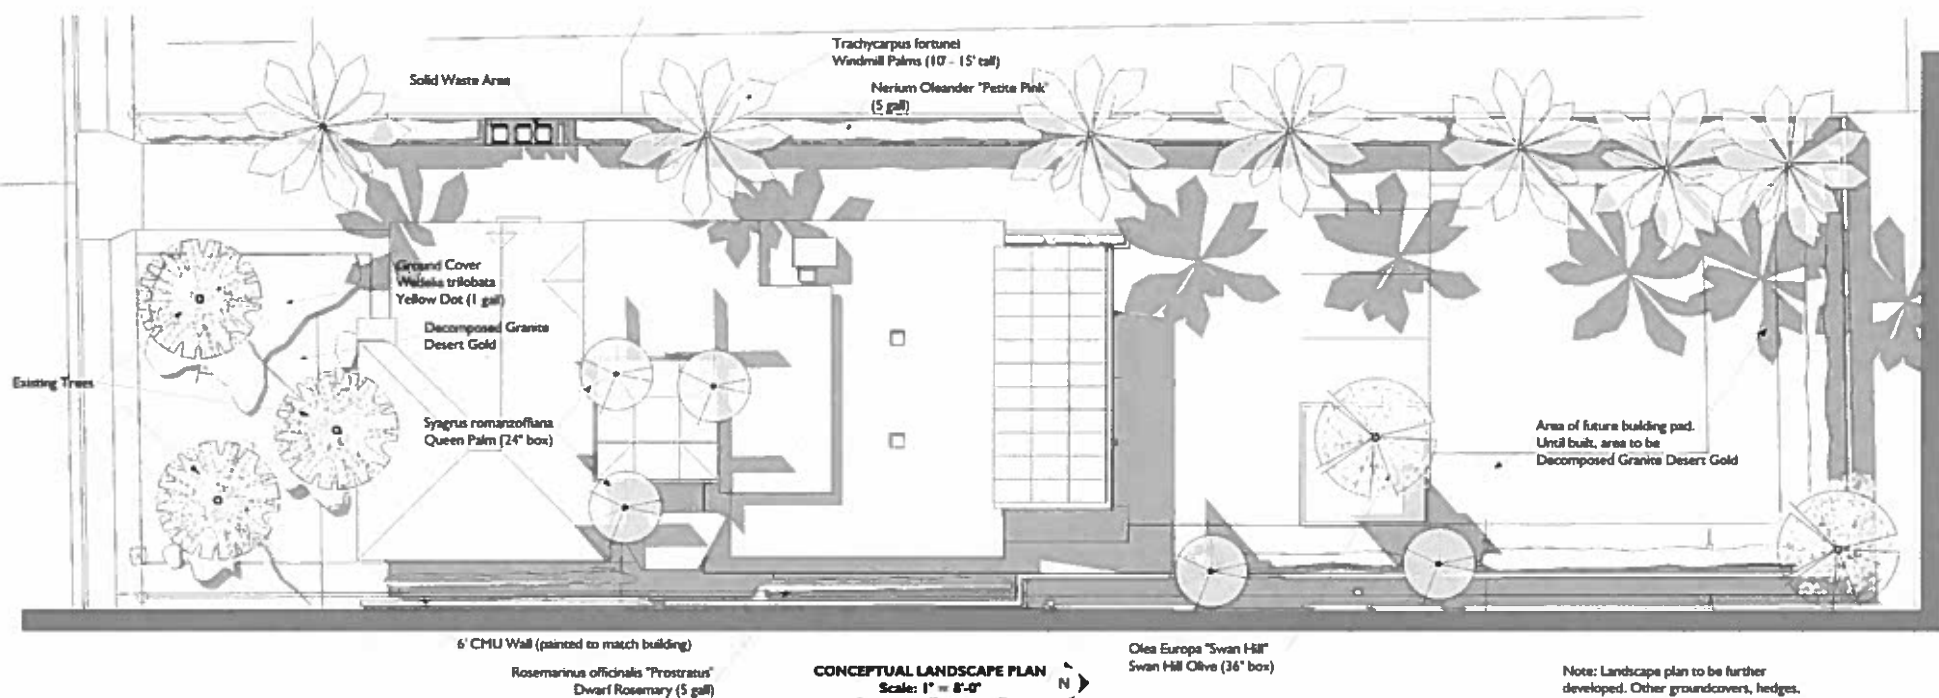 Trachycarpus fortunei
Windmill Palms (10' - 15' tall)
Solid Waste Area
Nerium Oleander "Petite Pink"
(5 gall)
Ground Cover
Wedelia trilobata
Yellow Dot (1 gall)
Decomposed Granite
Desert Gold
Existing Trees
Syagrus romanzoffiana
Queen Palm (24" box)
Area of future building pad.
Until built, area to be
Decomposed Granite Desert Gold
6' CMU Wall (painted to match building)
Rosemarinus officinalis "Prostratus"
Dwarf Rosemary (5 gall)
CONCEPTUAL LANDSCAPE PLAN
Scale: 1" = 8'-0"
N
Olea Europa "Swan Hill"
Swan Hill Olive (36" box)
Note: Landscape plan to be further
developed. Other groundcovers, hedges,